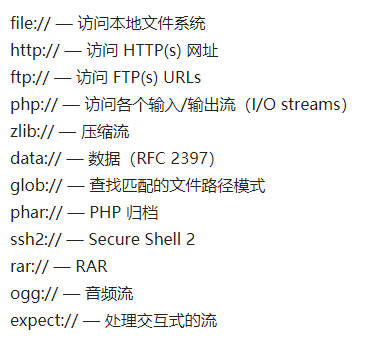 file:// — 访问本地文件系统
http:// — 访问 HTTP(s) 网址
ftp:// — 访问 FTP(s) URLs
php:// — 访问各个输入/输出流（I/O streams）
zlib:// — 压缩流
data:// — 数据（RFC 2397）
glob:// — 查找匹配的文件路径模式
phar:// — PHP 归档
ssh2:// — Secure Shell 2
rar:// — RAR
ogg:// — 音频流
expect:// — 处理交互式的流